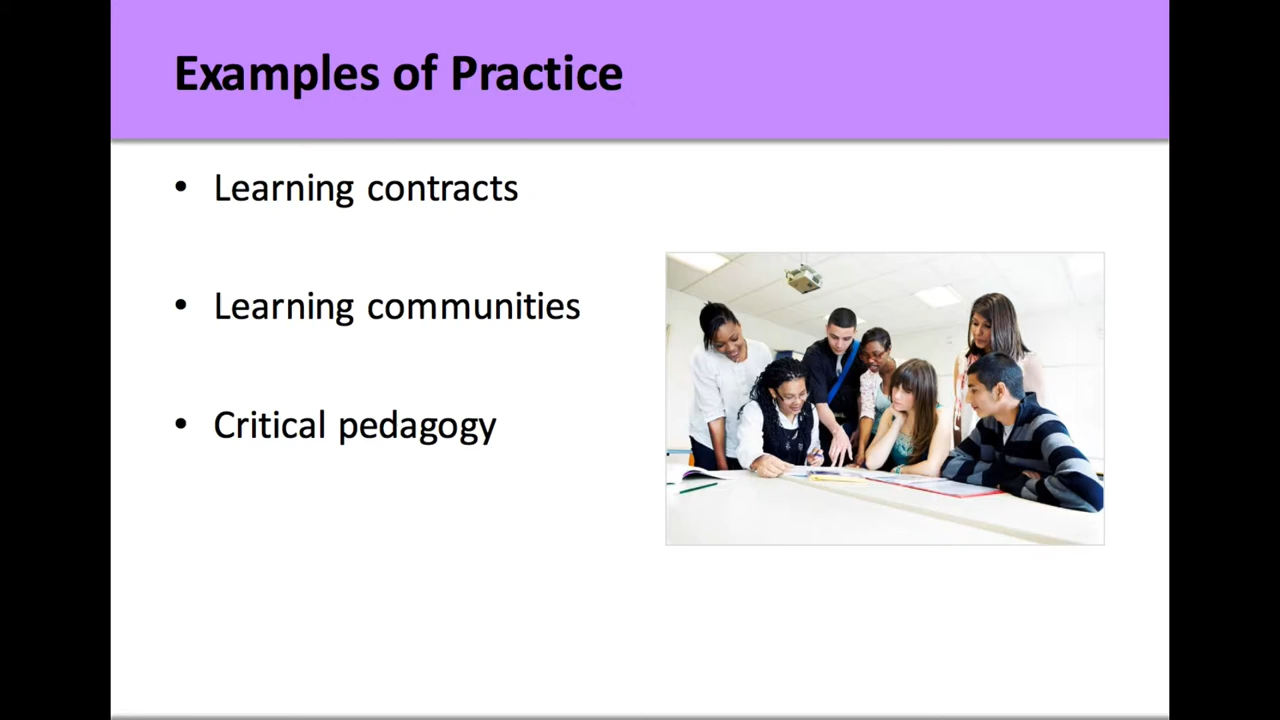 Examples of Practice
• Learning contracts
• Learning communities
• Critical pedagogy